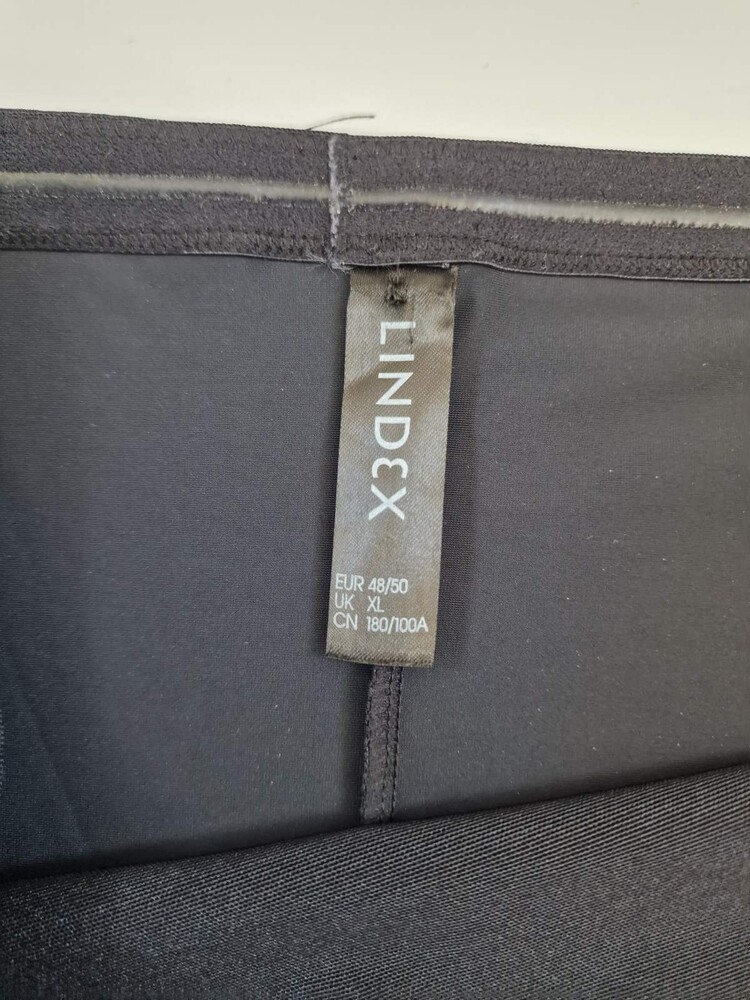 LINDEX
EUR 48/50
UK XL
CN 180/100A